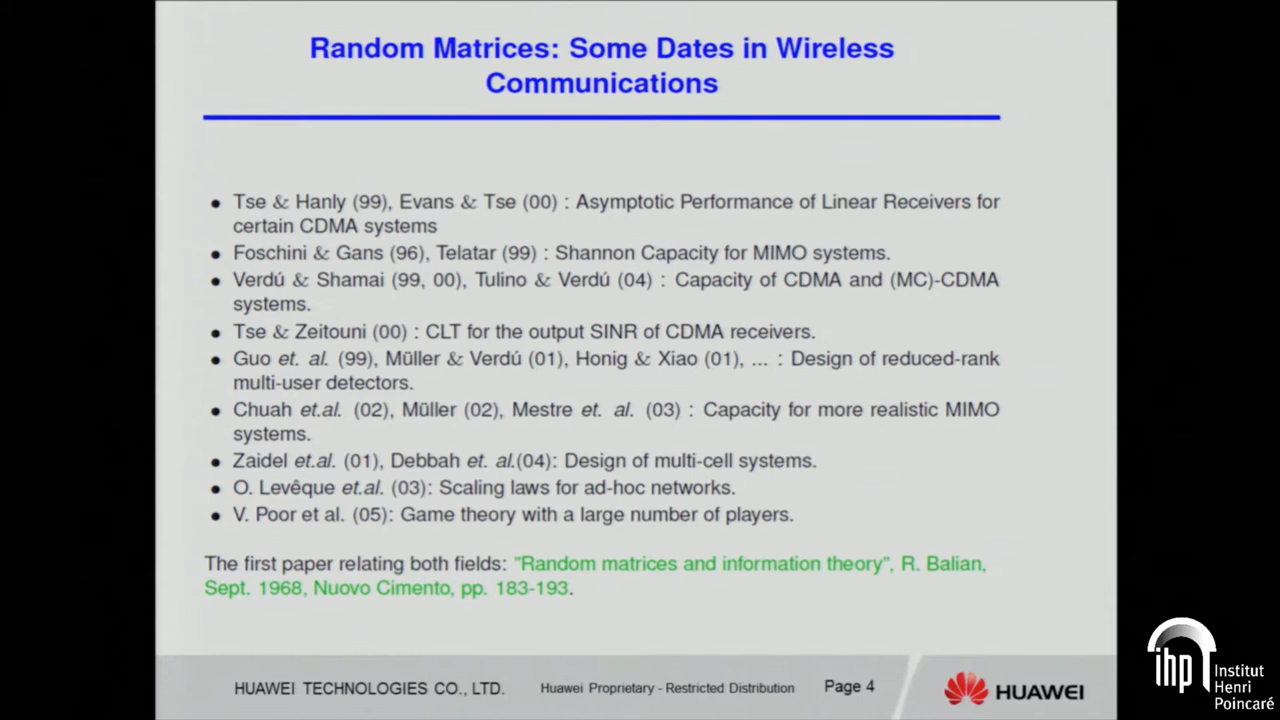 Random Matrices: Some Dates in Wireless
Communications
● Tse & Hanly (99), Evans & Tse (00) : Asymptotic Performance of Linear Receivers for
certain CDMA systems
● Foschini & Gans (96), Telatar (99) : Shannon Capacity for MIMO systems.
● Verdú & Shamai (99, 00), Tulino & Verdú (04) : Capacity of CDMA and (MC)-CDMA
systems.
● Tse & Zeitouni (00) : CLT for the output SINR of CDMA receivers.
● Guo et. al. (99), Müller & Verdú (01), Honig & Xiao (01), ... : Design of reduced-rank
multi-user detectors.
● Chuah et.al. (02), Müller (02), Mestre et. al. (03) : Capacity for more realistic MIMO
systems.
● Zaidel et.al. (01), Debbah et. al.(04): Design of multi-cell systems.
● O. Levêque et.al. (03): Scaling laws for ad-hoc networks.
● V. Poor et al. (05): Game theory with a large number of players.
The first paper relating both fields: "Random matrices and information theory", R. Balian,
Sept. 1968, Nuovo Cimento, pp. 183-193.
HUAWEI TECHNOLOGIES CO., LTD.
Huawei Proprietary - Restricted Distribution
Page 4
HUAWEI
ihp
Institut
Henri
Poincaré